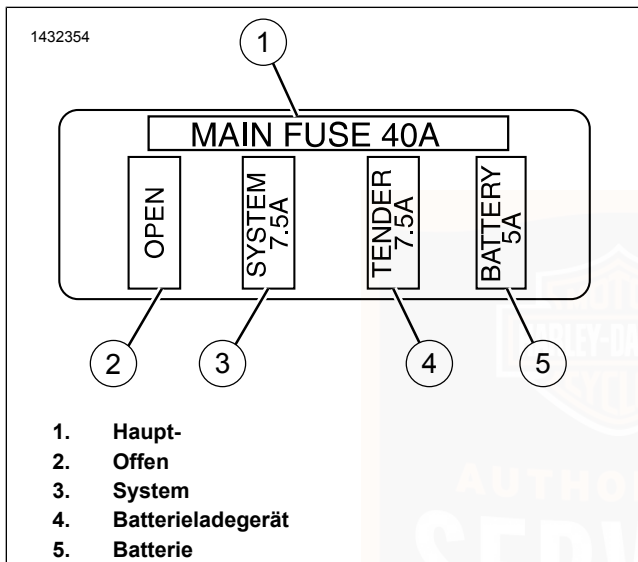 1432354
1
MAIN FUSE 40A
OPEN
SYSTEM
7.5A
TENDER
7.5A
BATTERY
5A
2
3
4
5
1. Haupt-
2. Offen
3. System
4. Batterieladegerät
5. Batterie